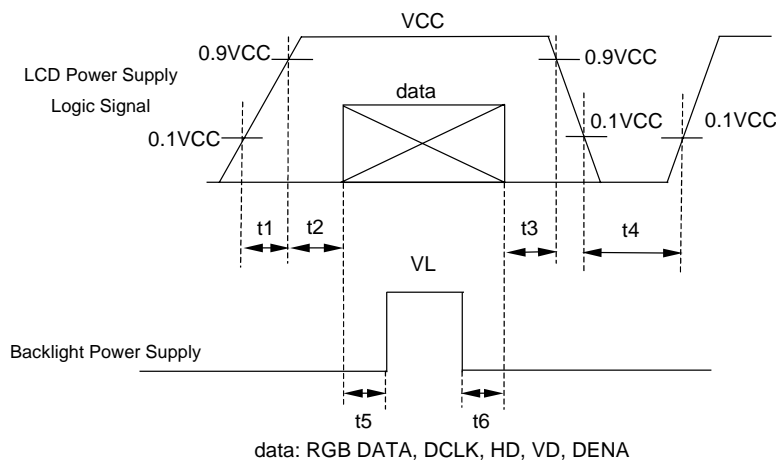 VCC
0.9VCC
0.9VCC
LCD Power Supply
Logic Signal
data
0.1VCC
0.1VCC
0.1VCC
t1
t2
t3
t4
VL
Backlight Power Supply
t5
t6
data: RGB DATA, DCLK, HD, VD, DENA